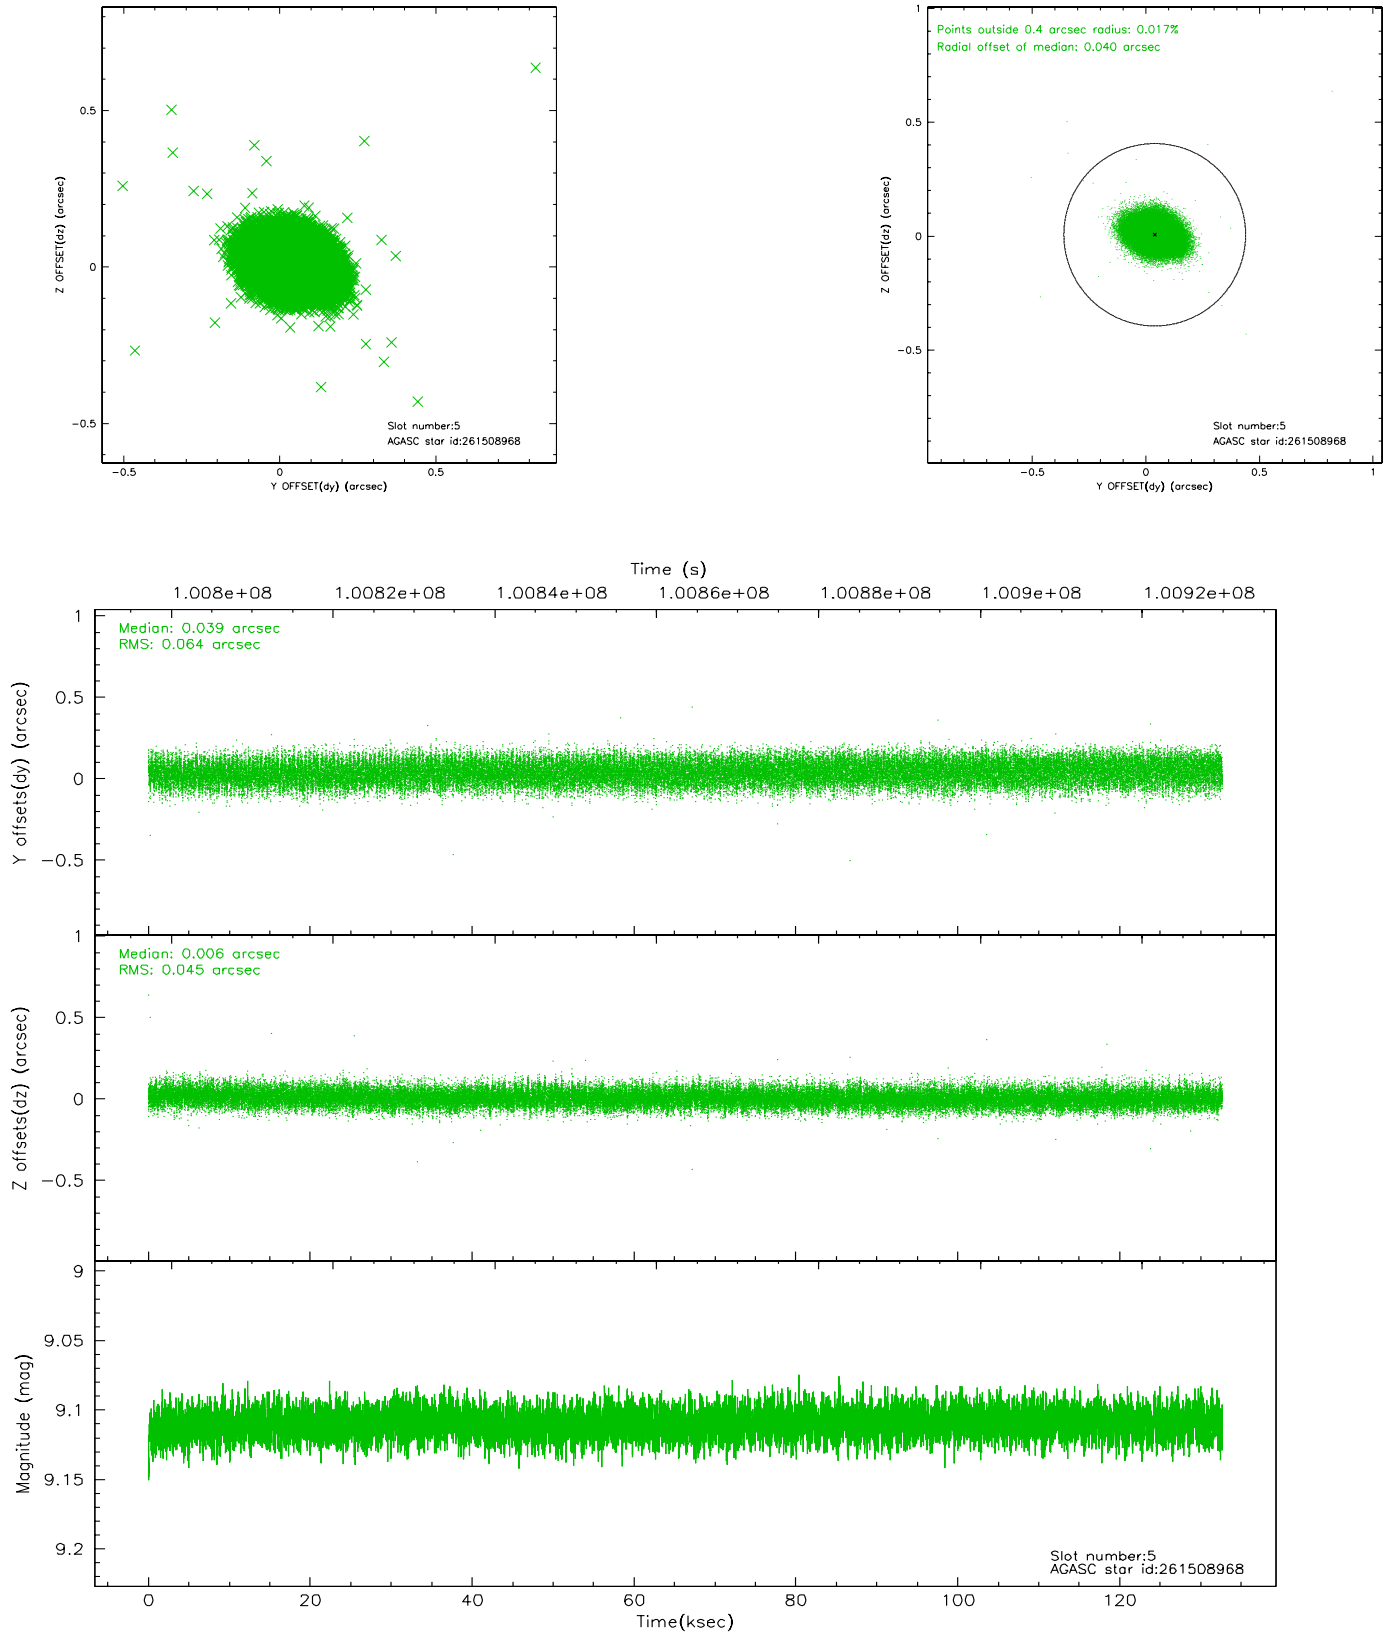 0.5
0
-0.5
-0.5
0
0.5
Z OFFSET(dz) (arcsec)
Y OFFSET(dy) (arcsec)
Slot number:5
AGASC star id:261508968
Points outside 0.4 arcsec radius: 0.017%
Radial offset of median: 0.040 arcsec
1
0.5
0
-0.5
-0.5
0
0.5
1
Z OFFSET(dz) (arcsec)
Y OFFSET(dy) (arcsec)
Slot number:5
AGASC star id:261508968
Time (s)
1.008e+08 1.0082e+08 1.0084e+08 1.0086e+08 1.0088e+08 1.009e+08 1.0092e+08
Median: 0.039 arcsec
RMS: 0.064 arcsec
1
0.5
0
-0.5
-1
Y offsets(dy) (arcsec)
Median: 0.006 arcsec
RMS: 0.045 arcsec
1
0.5
0
-0.5
Z offsets(dz) (arcsec)
9
9.05
9.1
9.15
9.2
Magnitude (mag)
Slot number:5
AGASC star id:261508968
0 20 40 60 80 100 120
Time(ksec)